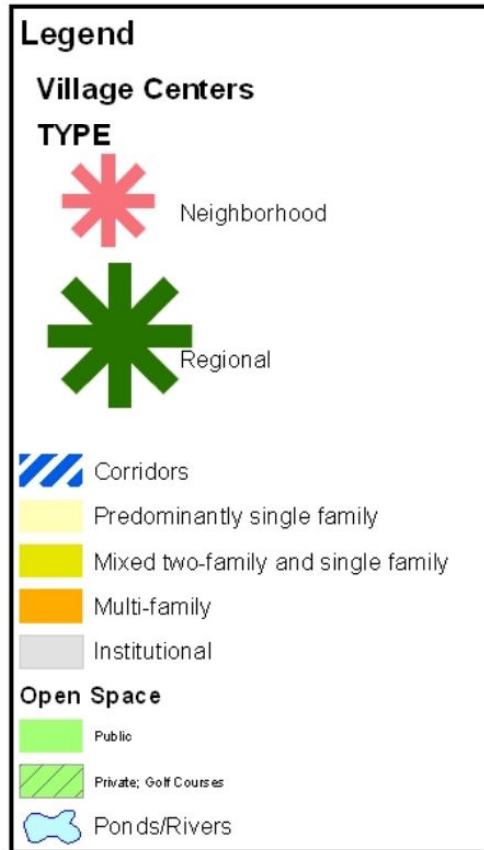 Legend
Village Centers
TYPE
Neighborhood
Regional
Corridors
Predominantly single family
Mixed two-family and single family
Multi-family
Institutional
Open Space
Public
Private; Golf Courses
Ponds/Rivers